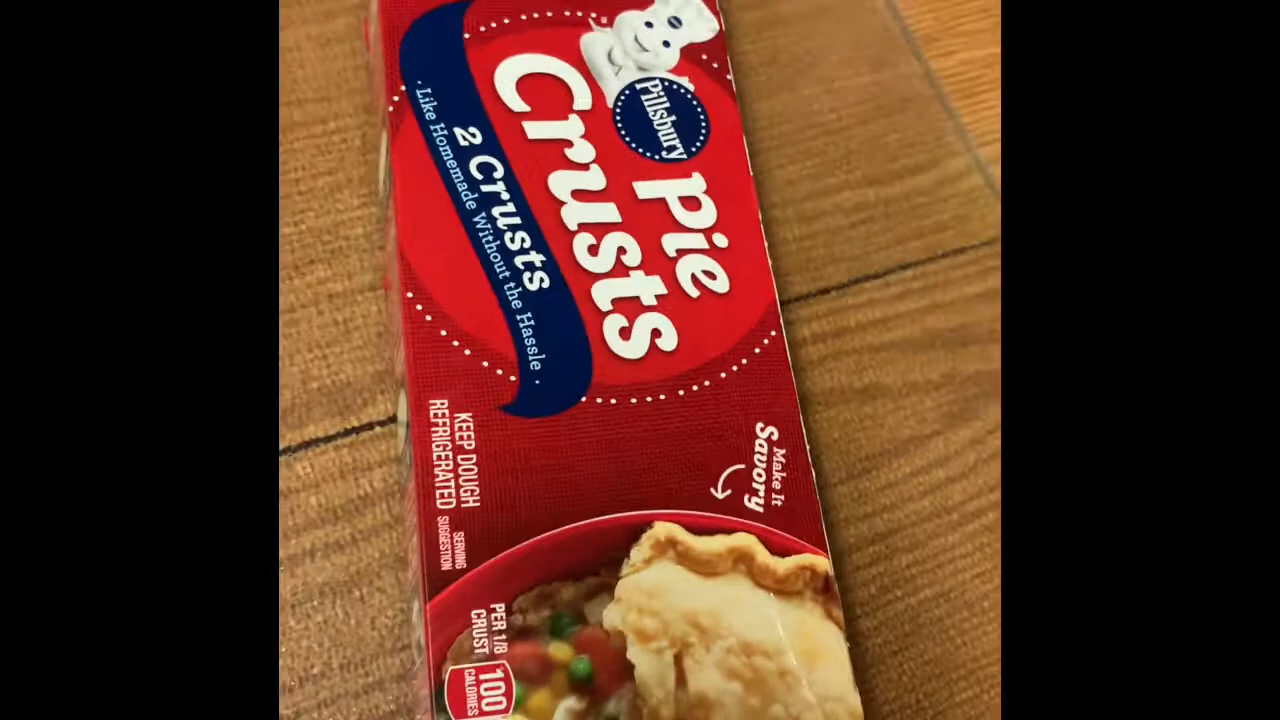 Pillsbury
Pie
Crusts
2 Crusts
· Like Homemade Without the Hassle ·
Make It
Savory
KEEP DOUGH
REFRIGERATED
SERVING
SUGGESTION
PER 1/8
CRUST
100
CALORIES